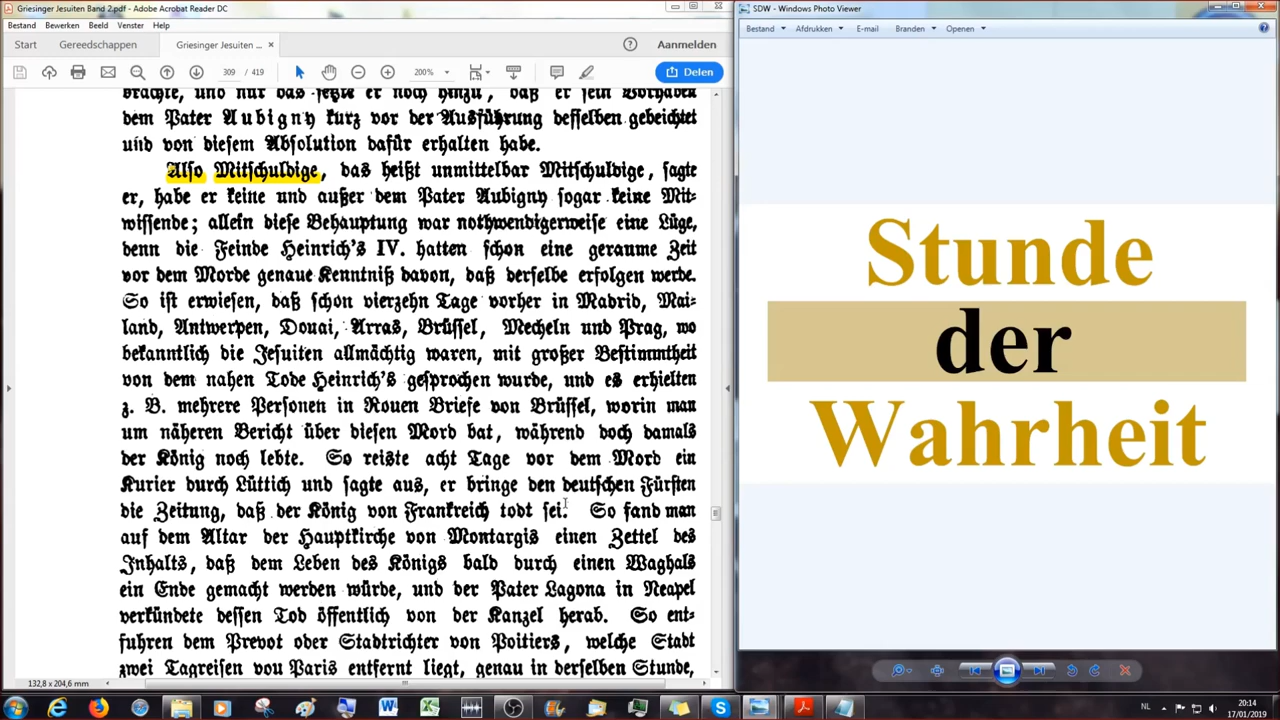 Griesinger Jesuiten Band 2.pdf - Adobe Acrobat Reader DC
Bestand Bewerken Beeld Venster Help
Start Gereedschappen Griesinger Jesuiten ... × Aanmelden
309 / 419 200% Delen
brachte, und nur das setzte er noch hinzu, daß er sein Vorhaben
dem Pater Aubigny kurz vor der Ausführung desselben gebeichtet
und von diesem Absolution dafür erhalten habe.
Also Mitschuldige, das heißt unmittelbar Mitschuldige, sagte
er, habe er keine und außer dem Pater Aubigny sogar keine Mit-
wissende; allein diese Behauptung war nothwendigerweise eine Lüge,
denn die Feinde Heinrich's IV. hatten schon eine geraume Zeit
vor dem Morde genaue Kenntniß davon, daß derselbe erfolgen werde.
So ist erwiesen, daß schon vierzehn Tage vorher in Madrid, Mai-
land, Antwerpen, Douai, Arras, Brüssel, Mecheln und Prag, wo
bekanntlich die Jesuiten allmächtig waren, mit großer Bestimmtheit
von dem nahen Tode Heinrich's gesprochen wurde, und es erhielten
z. B. mehrere Personen in Rouen Briefe von Brüssel, worin man
um näheren Bericht über diesen Mord bat, während doch damals
der König noch lebte. So reiste acht Tage vor dem Mord ein
Kurier durch Lüttich und sagte aus, er bringe den deutschen Fürsten
die Zeitung, daß der König von Frankreich todt sei. So fand man
auf dem Altar der Hauptkirche von Montargis einen Zettel des
Inhalts, daß dem Leben des Königs bald durch einen Waghals
ein Ende gemacht werden würde, und der Pater Lagona in Neapel
verkündete dessen Tod öffentlich von der Kanzel herab. So ent-
fuhren dem Prevot oder Stadtrichter von Poitiers, welche Stadt
zwei Tagreisen von Paris entfernt liegt, genau in derselben Stunde,
132,8 x 204,6 mm
SDW - Windows Photo Viewer
Bestand Afdrukken E-mail Branden Openen
Stunde
der
Wahrheit
NL 20:14
17/01/2019